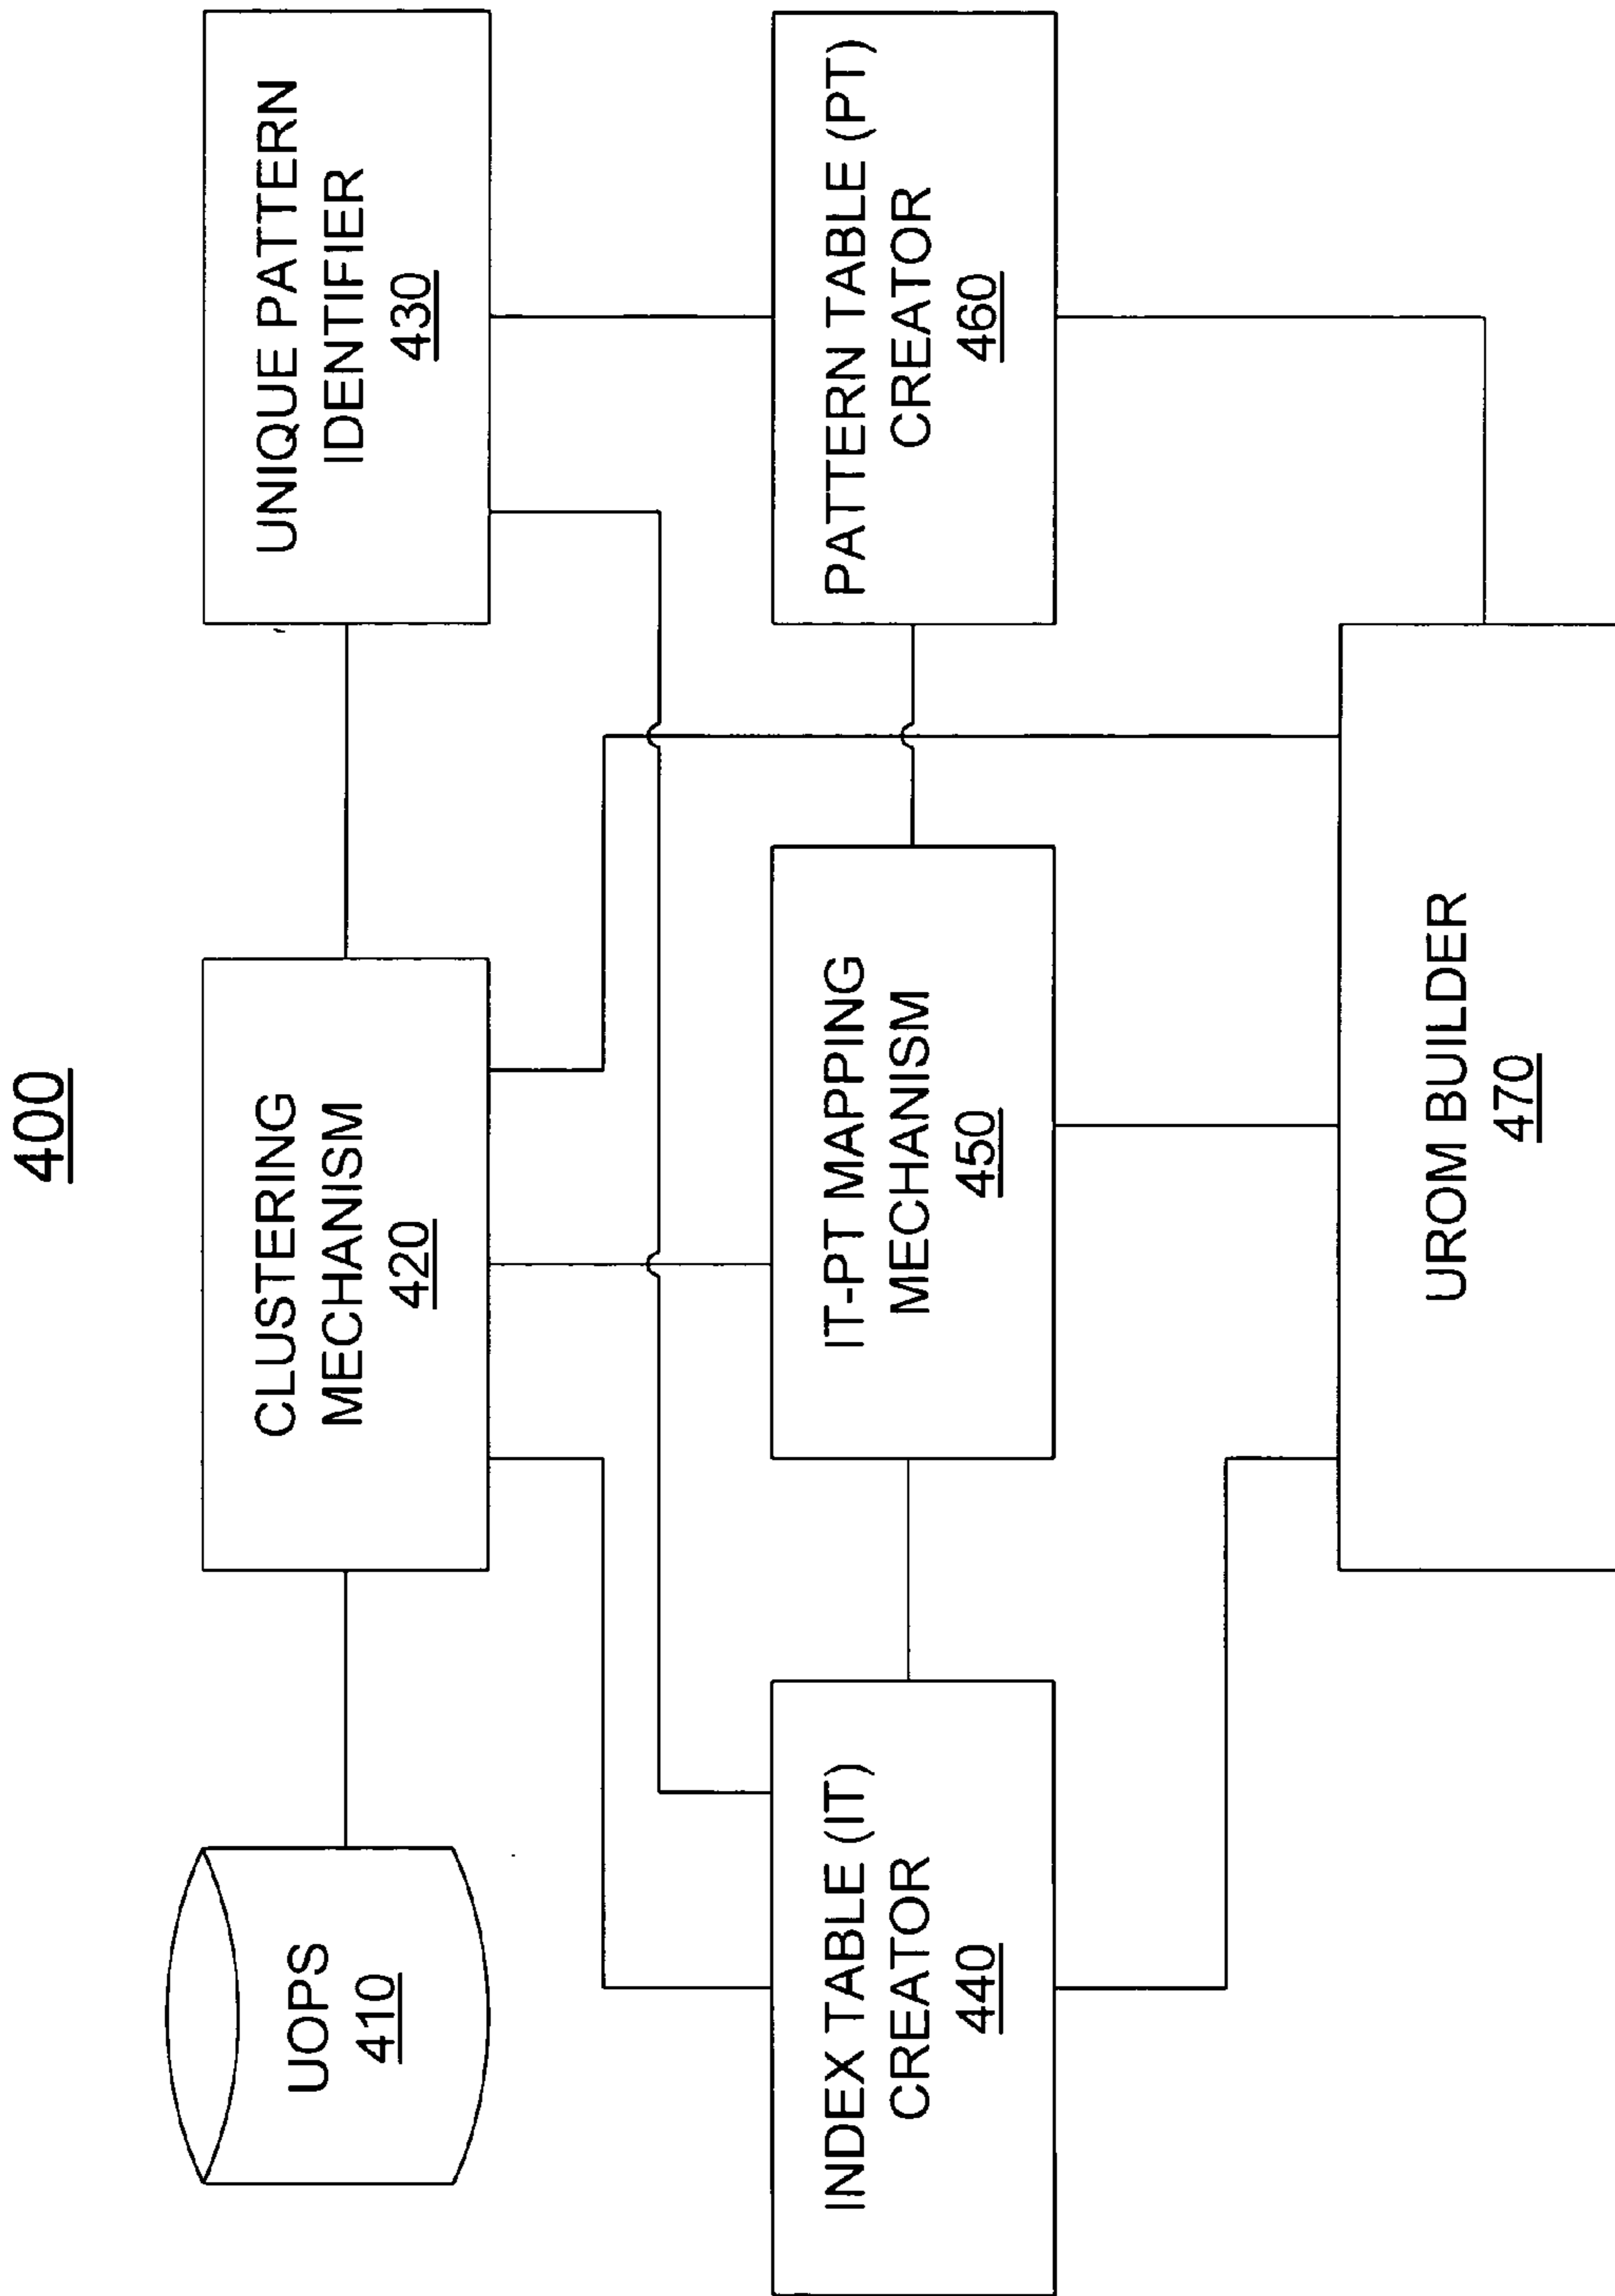 400
UOPS
410
CLUSTERING
MECHANISM
420
UNIQUE PATTERN
IDENTIFIER
430
INDEX TABLE (IT)
CREATOR
440
IT-PT MAPPING
MECHANISM
450
PATTERN TABLE (PT)
CREATOR
460
UROM BUILDER
470